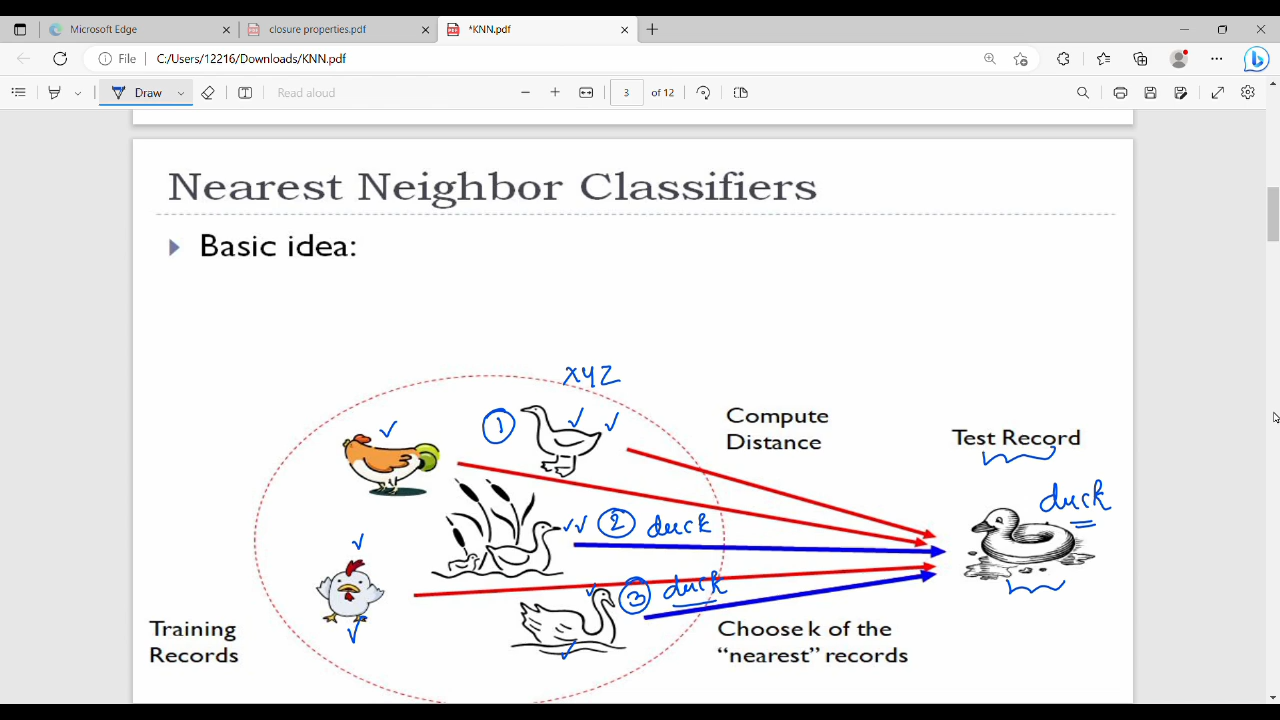 Microsoft Edge
closure properties.pdf
*KNN.pdf
File
C:/Users/12216/Downloads/KNN.pdf
Draw
Read aloud
3
of 12
Nearest Neighbor Classifiers
Basic idea:
XYZ
Compute
Distance
Test Record
1
duck
2 duck
3 duck
Training
Records
Choose k of the
“nearest” records